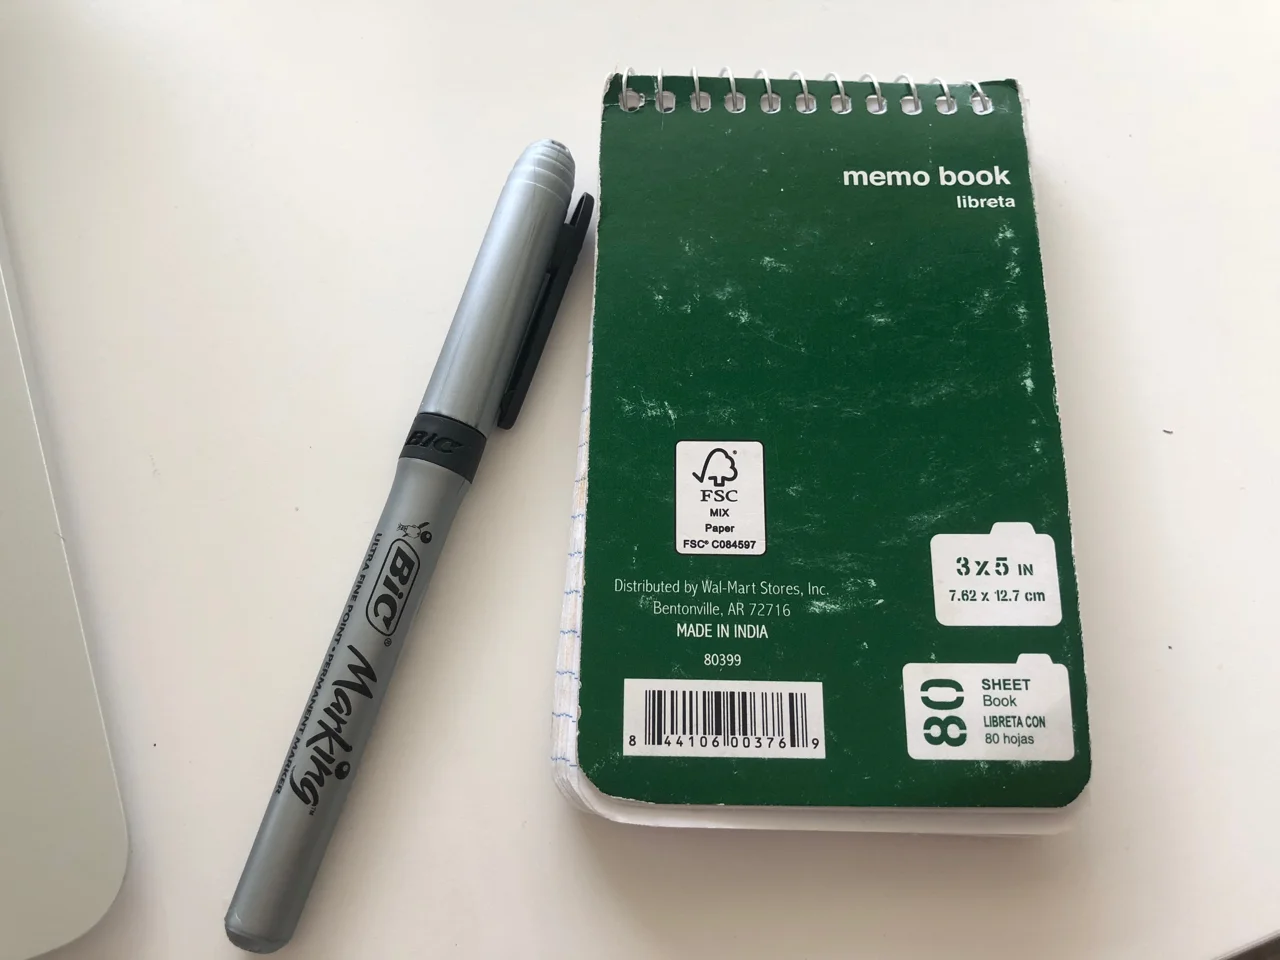 BIC
BIC®
Marking™
ULTRA FINE POINT • PERMANENT MARKER
memo book
libreta
FSC
MIX
Paper
FSC® C084597
Distributed by Wal-Mart Stores, Inc.
Bentonville, AR 72716
MADE IN INDIA
80399
8 44106 00376 9
3 x 5 IN
7.62 x 12.7 cm
80
SHEET
Book
LIBRETA CON
80 hojas